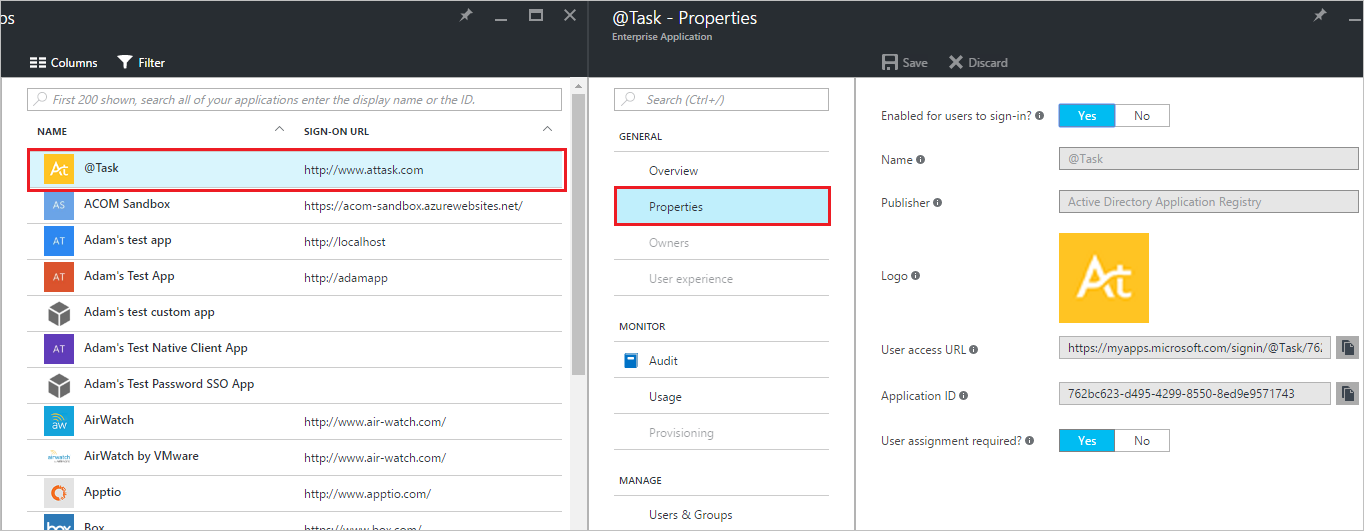 ps
Columns
Filter
First 200 shown, search all of your applications enter the display name or the ID.
NAME
SIGN-ON URL
At
@Task
http://www.attask.com
AS
ACOM Sandbox
https://acom-sandbox.azurewebsites.net/
AT
Adam's test app
http://localhost
AT
Adam's Test App
http://adamapp
Adam's test custom app
AT
Adam's Test Native Client App
Adam's Test Password SSO App
aw
AirWatch
http://www.air-watch.com/
airwatch
AirWatch by VMware
http://www.air-watch.com/
Apptio
http://www.apptio.com/
box
Box
https://www.box.com/
@Task - Properties
Enterprise Application
Search (Ctrl+/)
GENERAL
Overview
Properties
Owners
User experience
MONITOR
Audit
Usage
Provisioning
MANAGE
Users & Groups
Save
Discard
Enabled for users to sign-in?
Yes
No
Name
@Task
Publisher
Active Directory Application Registry
Logo
At
User access URL
https://myapps.microsoft.com/signin/@Task/762
Application ID
762bc623-d495-4299-8550-8ed9e9571743
User assignment required?
Yes
No